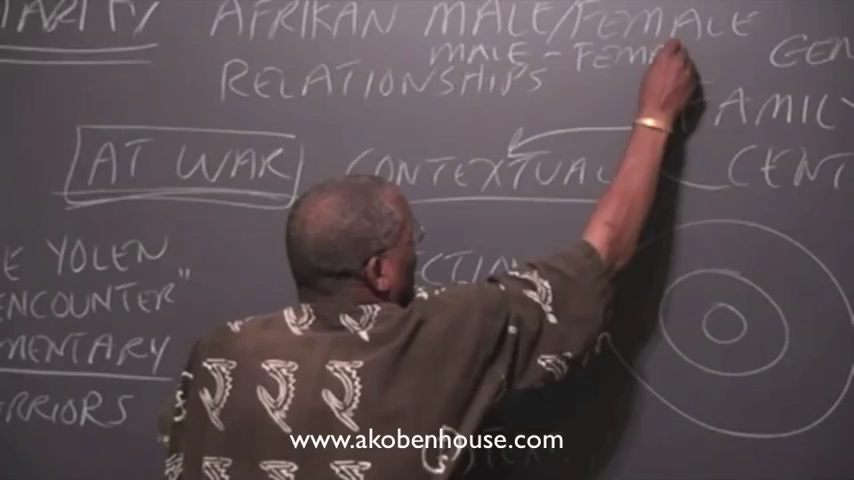 AFRIKAN MALE/FEMALE
MALE - FEMA
RELATIONSHIPS
GEN
AMILY
AT WAR
CONTEXTUAL
CENT
E YOLEN
ENCOUNTER"
MENTARY
RRIORS
www.akobenhouse.com